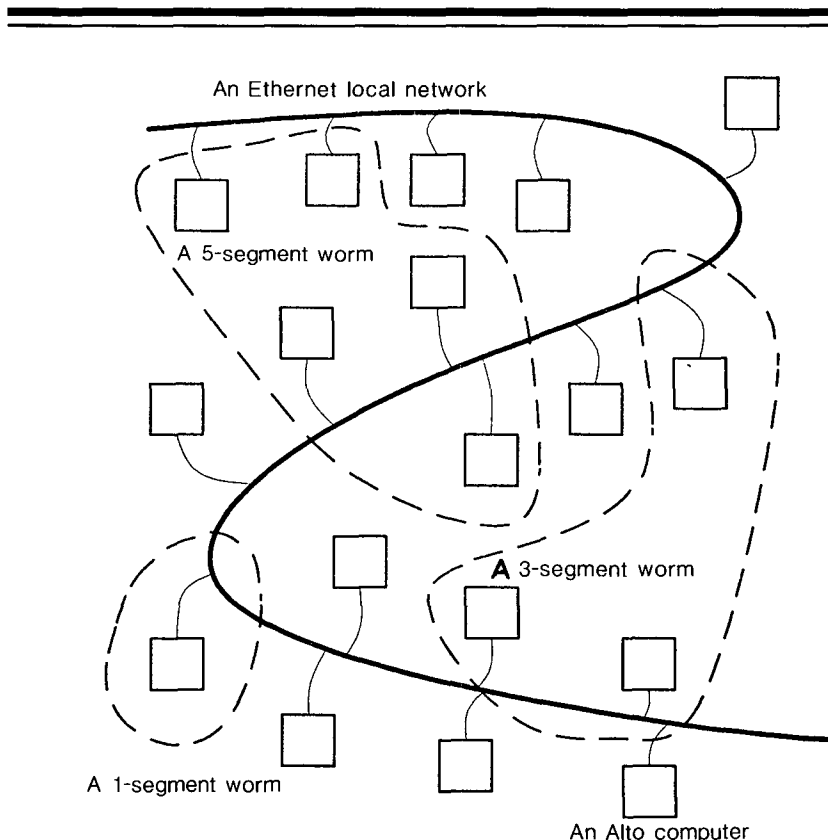 An Ethernet local network
A 5-segment worm
A 3-segment worm
A 1-segment worm
An Alto computer